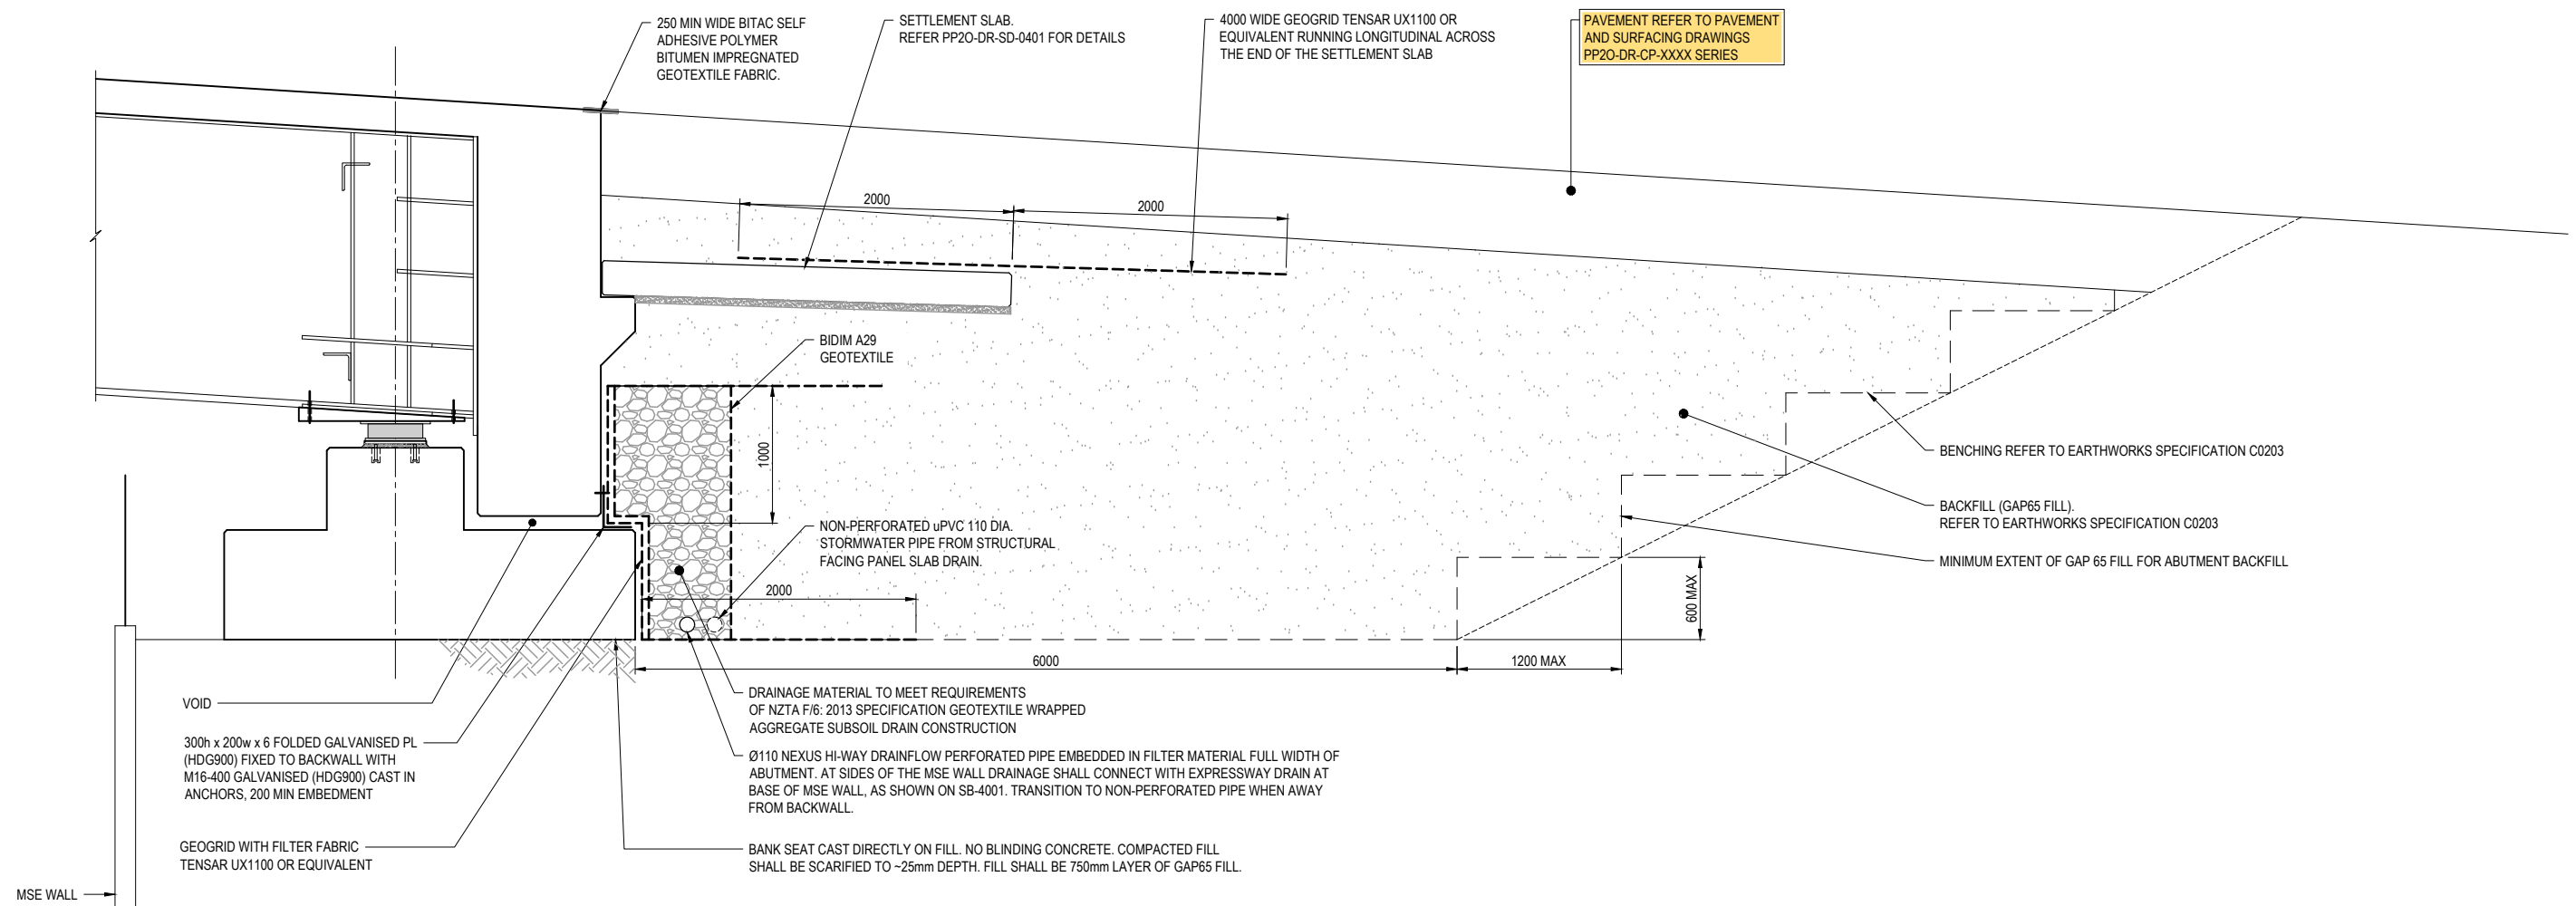 250 MIN WIDE BITAC SELF
ADHESIVE POLYMER
BITUMEN IMPREGNATED
GEOTEXTILE FABRIC.
SETTLEMENT SLAB.
REFER PP2O-DR-SD-0401 FOR DETAILS
4000 WIDE GEOGRID TENSAR UX1100 OR
EQUIVALENT RUNNING LONGITUDINAL ACROSS
THE END OF THE SETTLEMENT SLAB
PAVEMENT REFER TO PAVEMENT
AND SURFACING DRAWINGS
PP2O-DR-CP-XXXX SERIES
2000
2000
BIDIM A29
GEOTEXTILE
1000
NON-PERFORATED uPVC 110 DIA.
STORMWATER PIPE FROM STRUCTURAL
FACING PANEL SLAB DRAIN.
2000
BENCHING REFER TO EARTHWORKS SPECIFICATION C0203
BACKFILL (GAP65 FILL).
REFER TO EARTHWORKS SPECIFICATION C0203
MINIMUM EXTENT OF GAP 65 FILL FOR ABUTMENT BACKFILL
600 MAX
6000
1200 MAX
VOID
300h x 200w x 6 FOLDED GALVANISED PL
(HDG900) FIXED TO BACKWALL WITH
M16-400 GALVANISED (HDG900) CAST IN
ANCHORS, 200 MIN EMBEDMENT
GEOGRID WITH FILTER FABRIC
TENSAR UX1100 OR EQUIVALENT
MSE WALL
DRAINAGE MATERIAL TO MEET REQUIREMENTS
OF NZTA F/6: 2013 SPECIFICATION GEOTEXTILE WRAPPED
AGGREGATE SUBSOIL DRAIN CONSTRUCTION
Ø110 NEXUS HI-WAY DRAINFLOW PERFORATED PIPE EMBEDDED IN FILTER MATERIAL FULL WIDTH OF
ABUTMENT. AT SIDES OF THE MSE WALL DRAINAGE SHALL CONNECT WITH EXPRESSWAY DRAIN AT
BASE OF MSE WALL, AS SHOWN ON SB-4001. TRANSITION TO NON-PERFORATED PIPE WHEN AWAY
FROM BACKWALL.
BANK SEAT CAST DIRECTLY ON FILL. NO BLINDING CONCRETE. COMPACTED FILL
SHALL BE SCARIFIED TO ~25mm DEPTH. FILL SHALL BE 750mm LAYER OF GAP65 FILL.